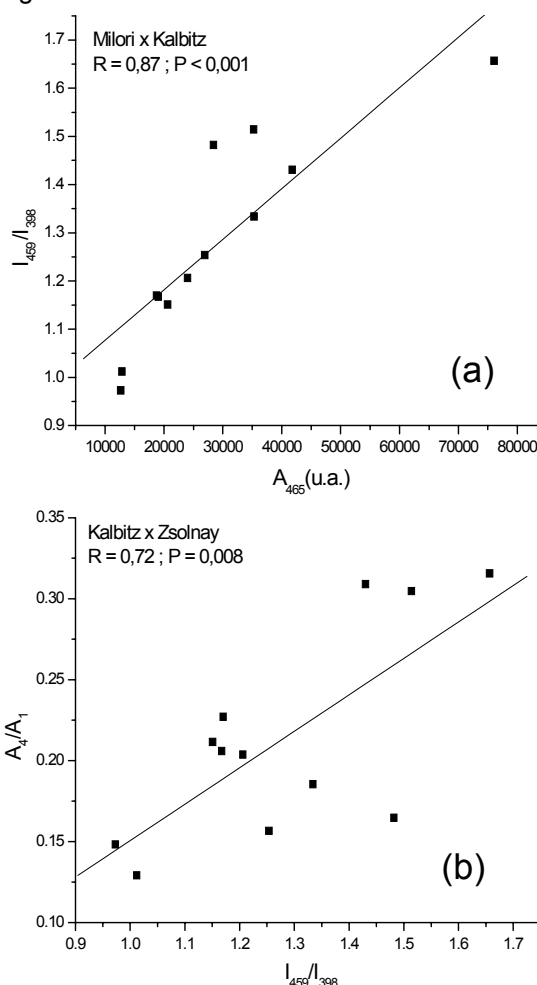 Milori x Kalbitz
R = 0,87 ; P < 0,001
1.7
1.6
1.5
1.4
1.3
1.2
1.1
1.0
0.9
I459/I398
(a)
10000 20000 30000 40000 50000 60000 70000 80000
A465(u.a.)
0.35
Kalbitz x Zsolnay
R = 0,72 ; P = 0,008
0.30
0.25
0.20
0.15
0.10
A4/A1
(b)
0.9 1.0 1.1 1.2 1.3 1.4 1.5 1.6 1.7
I459/I398